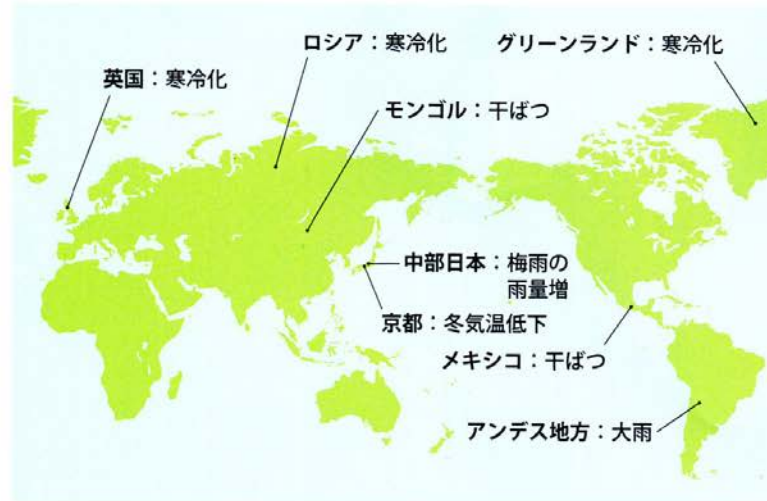 ロシア：寒冷化
グリーンランド：寒冷化
英国：寒冷化
モンゴル：干ばつ
中部日本：梅雨の
雨量増
京都：冬気温低下
メキシコ：干ばつ
アンデス地方：大雨